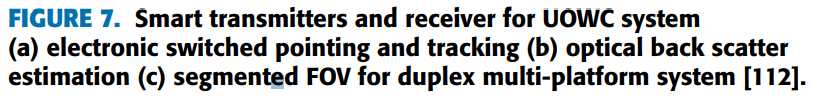 FIGURE 7. Smart transmitters and receiver for UOWC system
(a) electronic switched pointing and tracking (b) optical back scatter
estimation (c) segmented FOV for duplex multi-platform system [112].